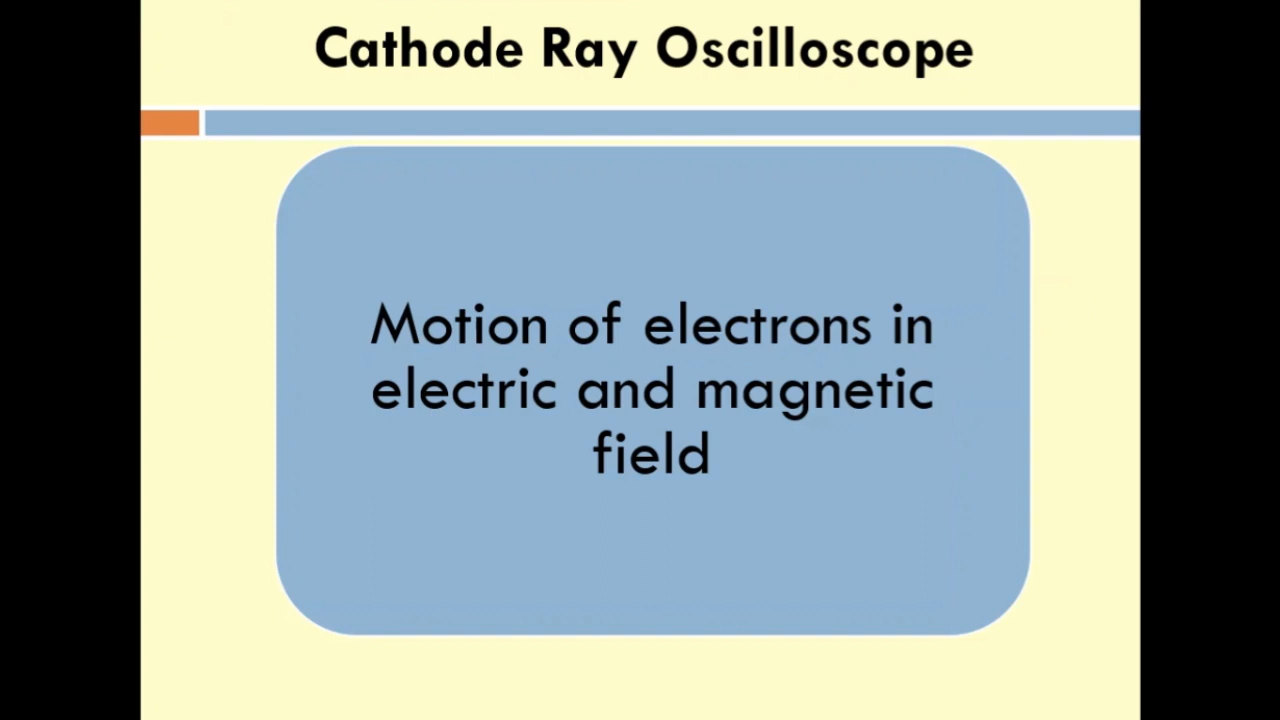 Cathode Ray Oscilloscope
Motion of electrons in
electric and magnetic
field